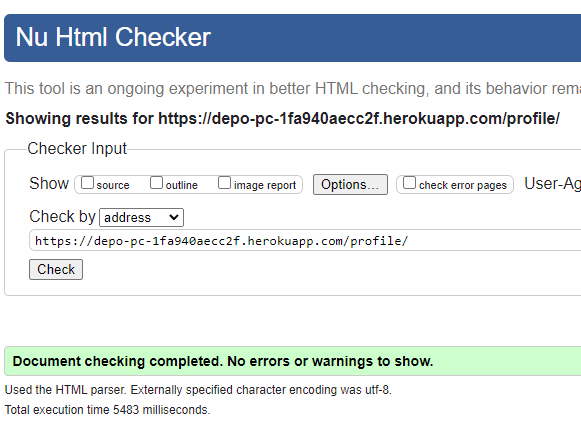 Nu Html Checker
This tool is an ongoing experiment in better HTML checking, and its behavior rema
Showing results for https://depo-pc-1fa940aecc2f.herokuapp.com/profile/
Checker Input
Show source outline image report Options... check error pages User-Ag
Check by address
https://depo-pc-1fa940aecc2f.herokuapp.com/profile/
Check
Document checking completed. No errors or warnings to show.
Used the HTML parser. Externally specified character encoding was utf-8.
Total execution time 5483 milliseconds.